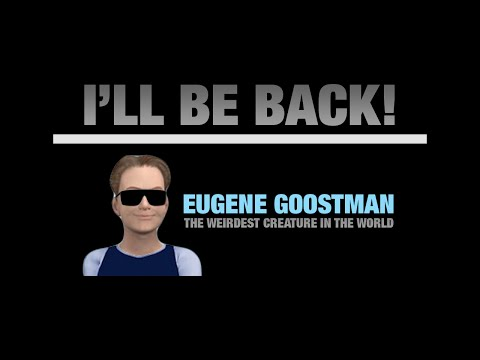 I’LL BE BACK!
EUGENE GOOSTMAN
THE WEIRDEST CREATURE IN THE WORLD